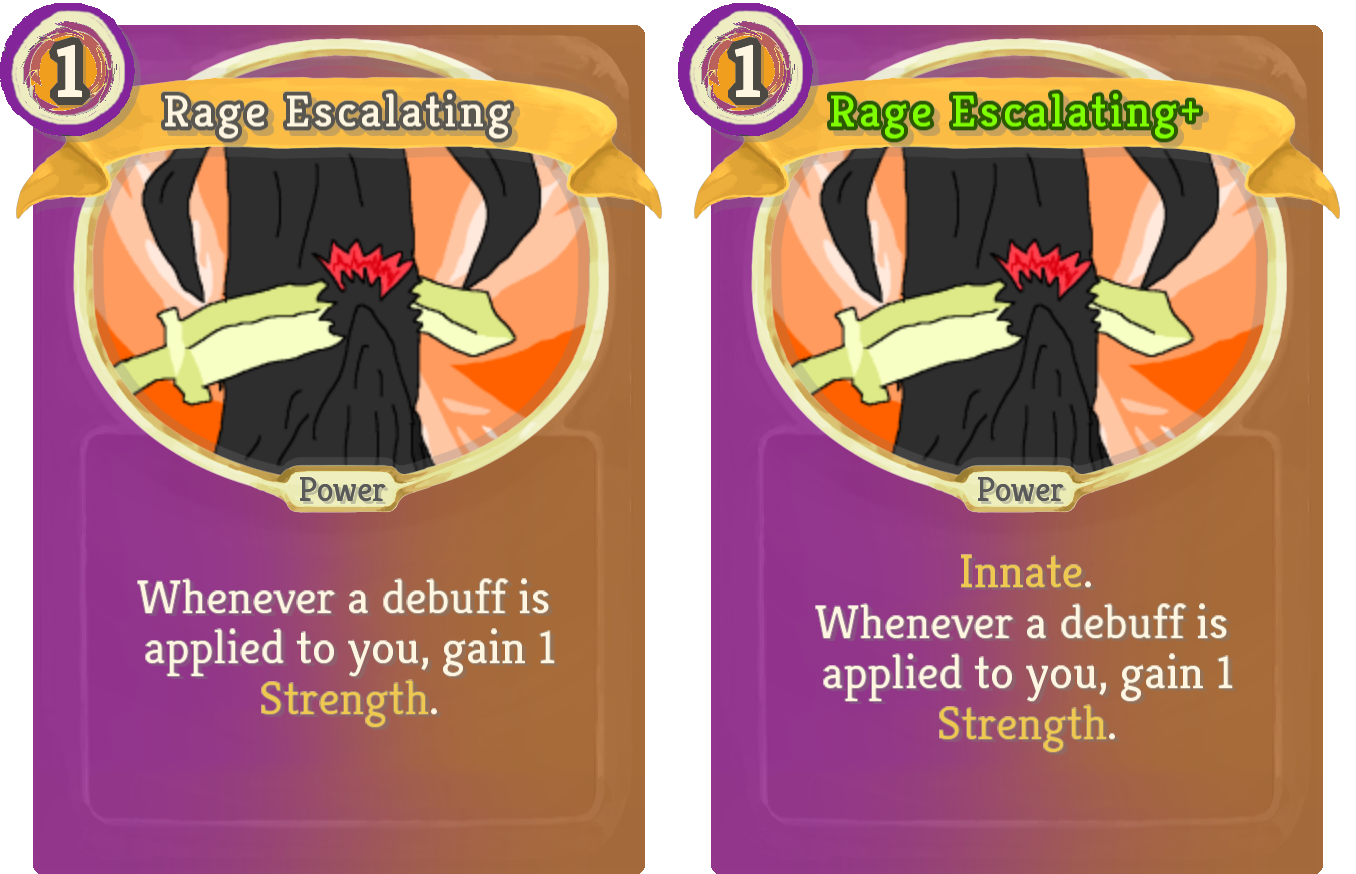 1
Rage Escalating
Power
Whenever a debuff is
applied to you, gain 1
Strength.
1
Rage Escalating+
Power
Innate.
Whenever a debuff is
applied to you, gain 1
Strength.